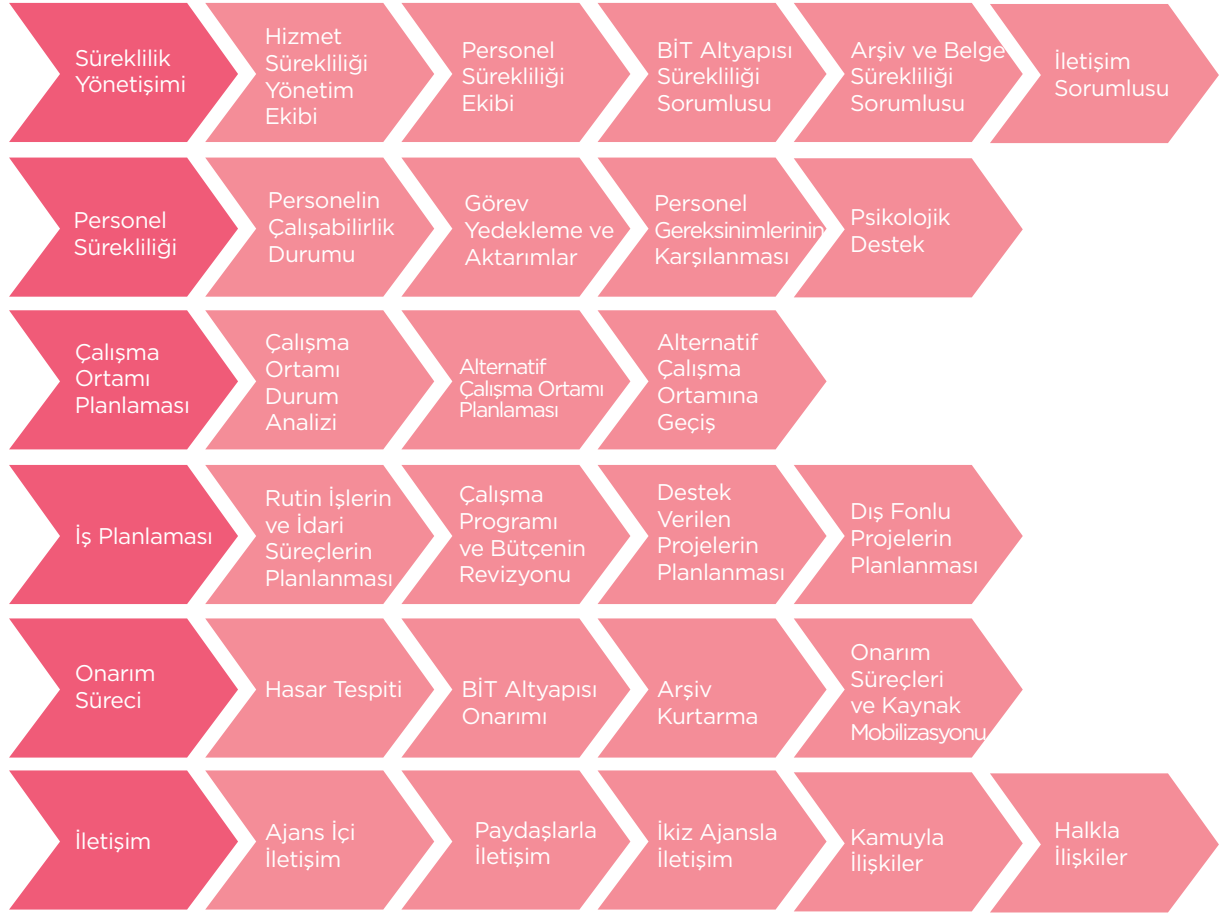 Süreklilik
Yönetişimi
Hizmet
Sürekliliği
Yönetim
Ekibi
Personel
Sürekliliği
Ekibi
BİT Altyapısı
Sürekliliği
Sorumlusu
Arşiv ve Belge
Sürekliliği
Sorumlusu
İletişim
Sorumlusu
Personel
Sürekliliği
Personelin
Çalışabilirlik
Durumu
Görev
Yedekleme ve
Aktarımlar
Personel
Gereksinimlerinin
Karşılanması
Psikolojik
Destek
Çalışma
Ortamı
Planlaması
Çalışma
Ortamı
Durum
Analizi
Alternatif
Çalışma Ortamı
Planlaması
Alternatif
Çalışma
Ortamına
Geçiş
İş Planlaması
Rutin İşlerin
ve İdari
Süreçlerin
Planlanması
Çalışma
Programı
ve Bütçenin
Revizyonu
Destek
Verilen
Projelerin
Planlanması
Dış Fonlu
Projelerin
Planlanması
Onarım
Süreci
Hasar Tespiti
BİT Altyapısı
Onarımı
Arşiv
Kurtarma
Onarım
Süreçleri
ve Kaynak
Mobilizasyonu
İletişim
Ajans İçi
İletişim
Paydaşlarla
İletişim
İkiz Ajansla
İletişim
Kamuyla
İlişkiler
Halkla
İlişkiler